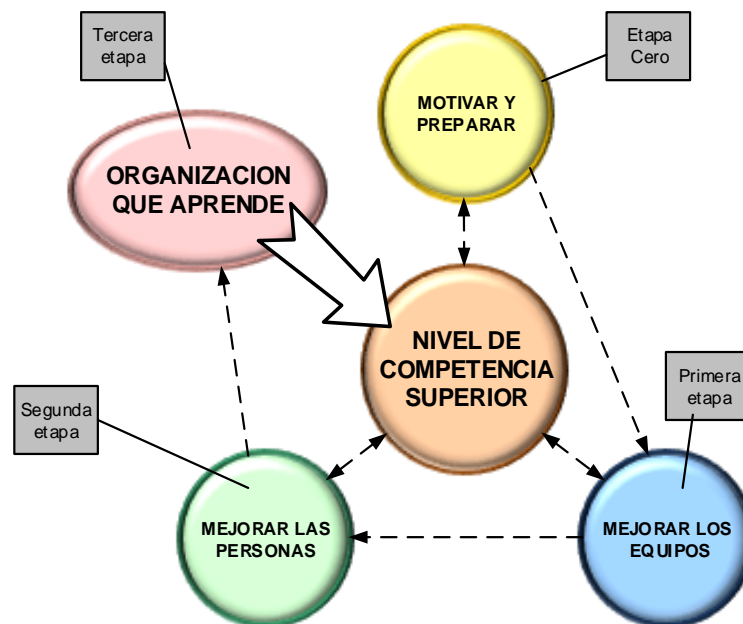 Tercera
etapa
Etapa
Cero
MOTIVAR Y
PREPARAR
ORGANIZACION
QUE APRENDE
NIVEL DE
COMPETENCIA
SUPERIOR
Primera
etapa
Segunda
etapa
MEJORAR LAS
PERSONAS
MEJORAR LOS
EQUIPOS